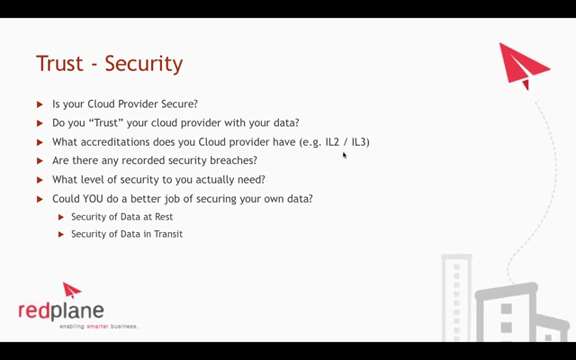 Trust - Security
Is your Cloud Provider Secure?
Do you “Trust” your cloud provider with your data?
What accreditations does you Cloud provider have (e.g. IL2 / IL3)
Are there any recorded security breaches?
What level of security to you actually need?
Could YOU do a better job of securing your own data?
Security of Data at Rest
Security of Data in Transit
redplane
enabling smarter business.